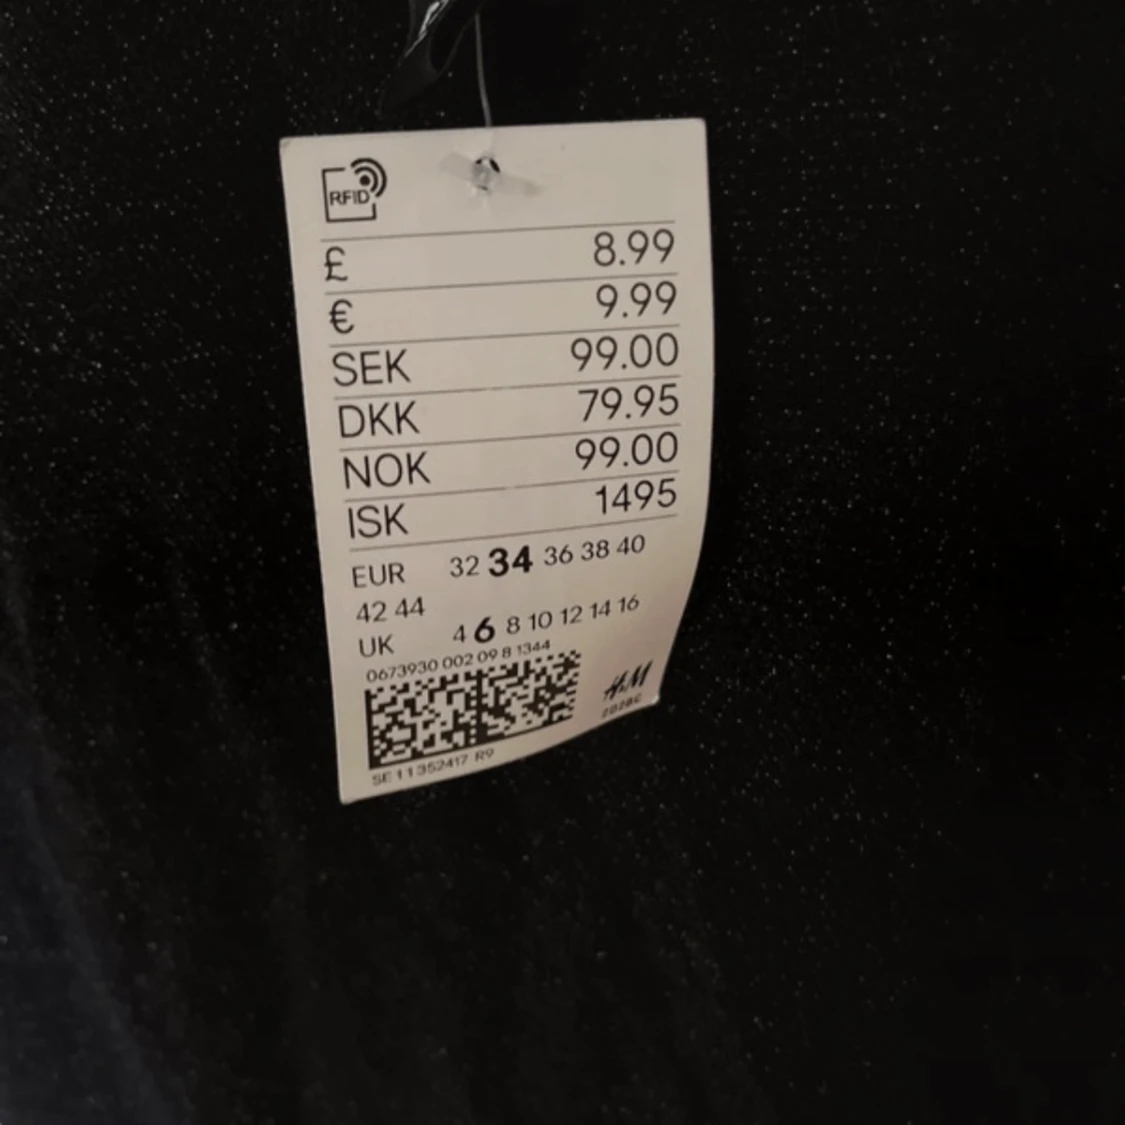 RFID
£ 8.99
€ 9.99
SEK 99.00
DKK 79.95
NOK 99.00
ISK 1495
EUR 32 34 36 38 40
42 44
UK 4 6 8 10 12 14 16
0673930 002 09 8 1344
H&M
SE 11352417 R9